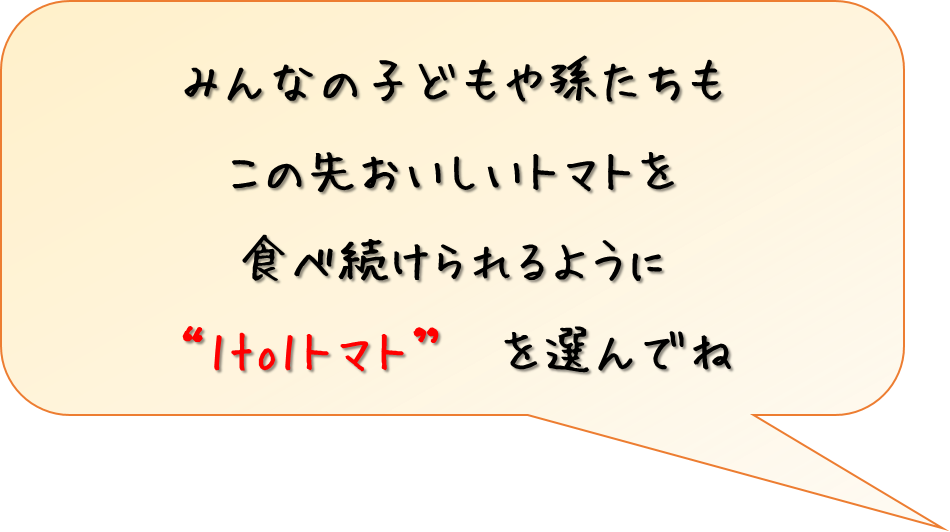 みんなの子どもや孫たちも
この先おいしいトマトを
食べ続けられるように
“1to1トマト”　を選んでね